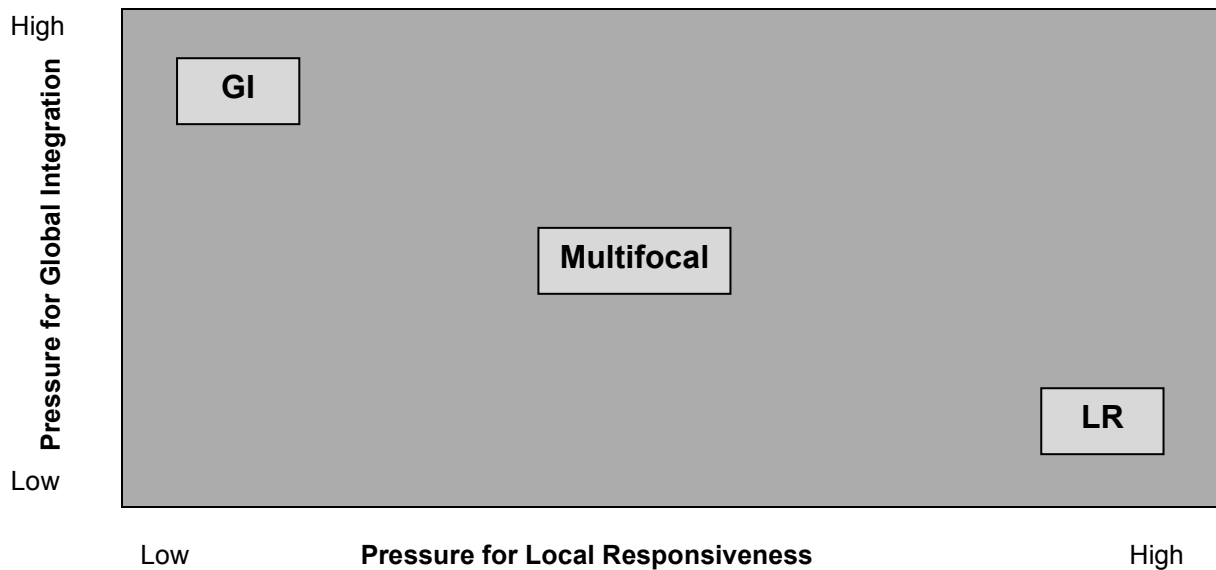 High
GI
Pressure for Global Integration
Multifocal
LR
Low
Low Pressure for Local Responsiveness High